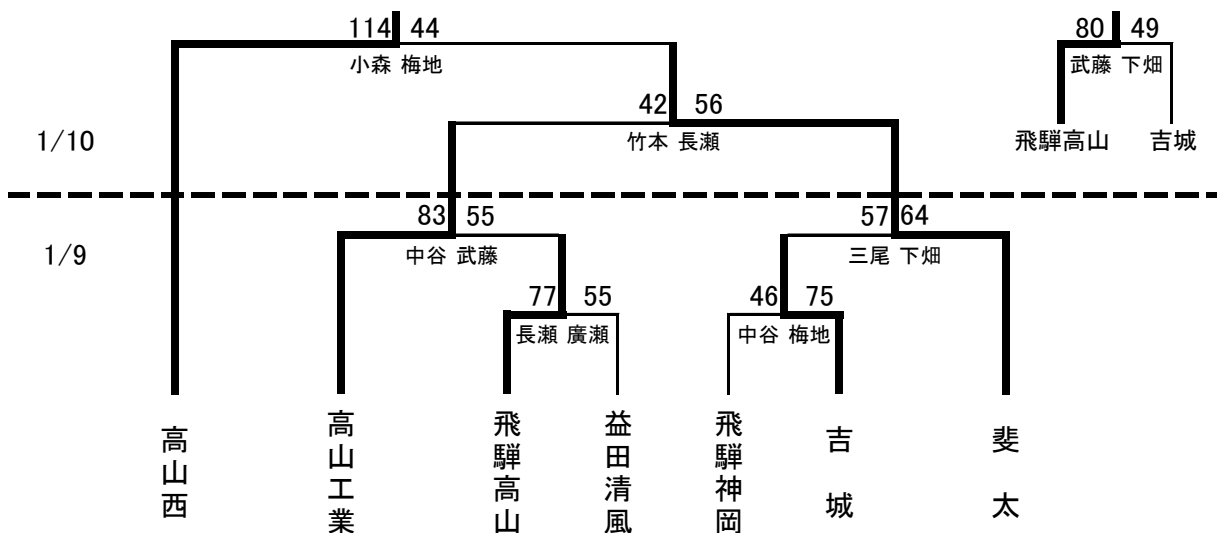 114 44
小森 梅地
80 49
武藤 下畑
飛騨高山 吉城
42 56
竹本 長瀬
1/10
83 55
中谷 武藤
57 64
三尾 下畑
1/9
77 55
長瀬 廣瀬
46 75
中谷 梅地
高山西
高山工業
飛騨高山
益田清風
飛騨神岡
吉城
斐太